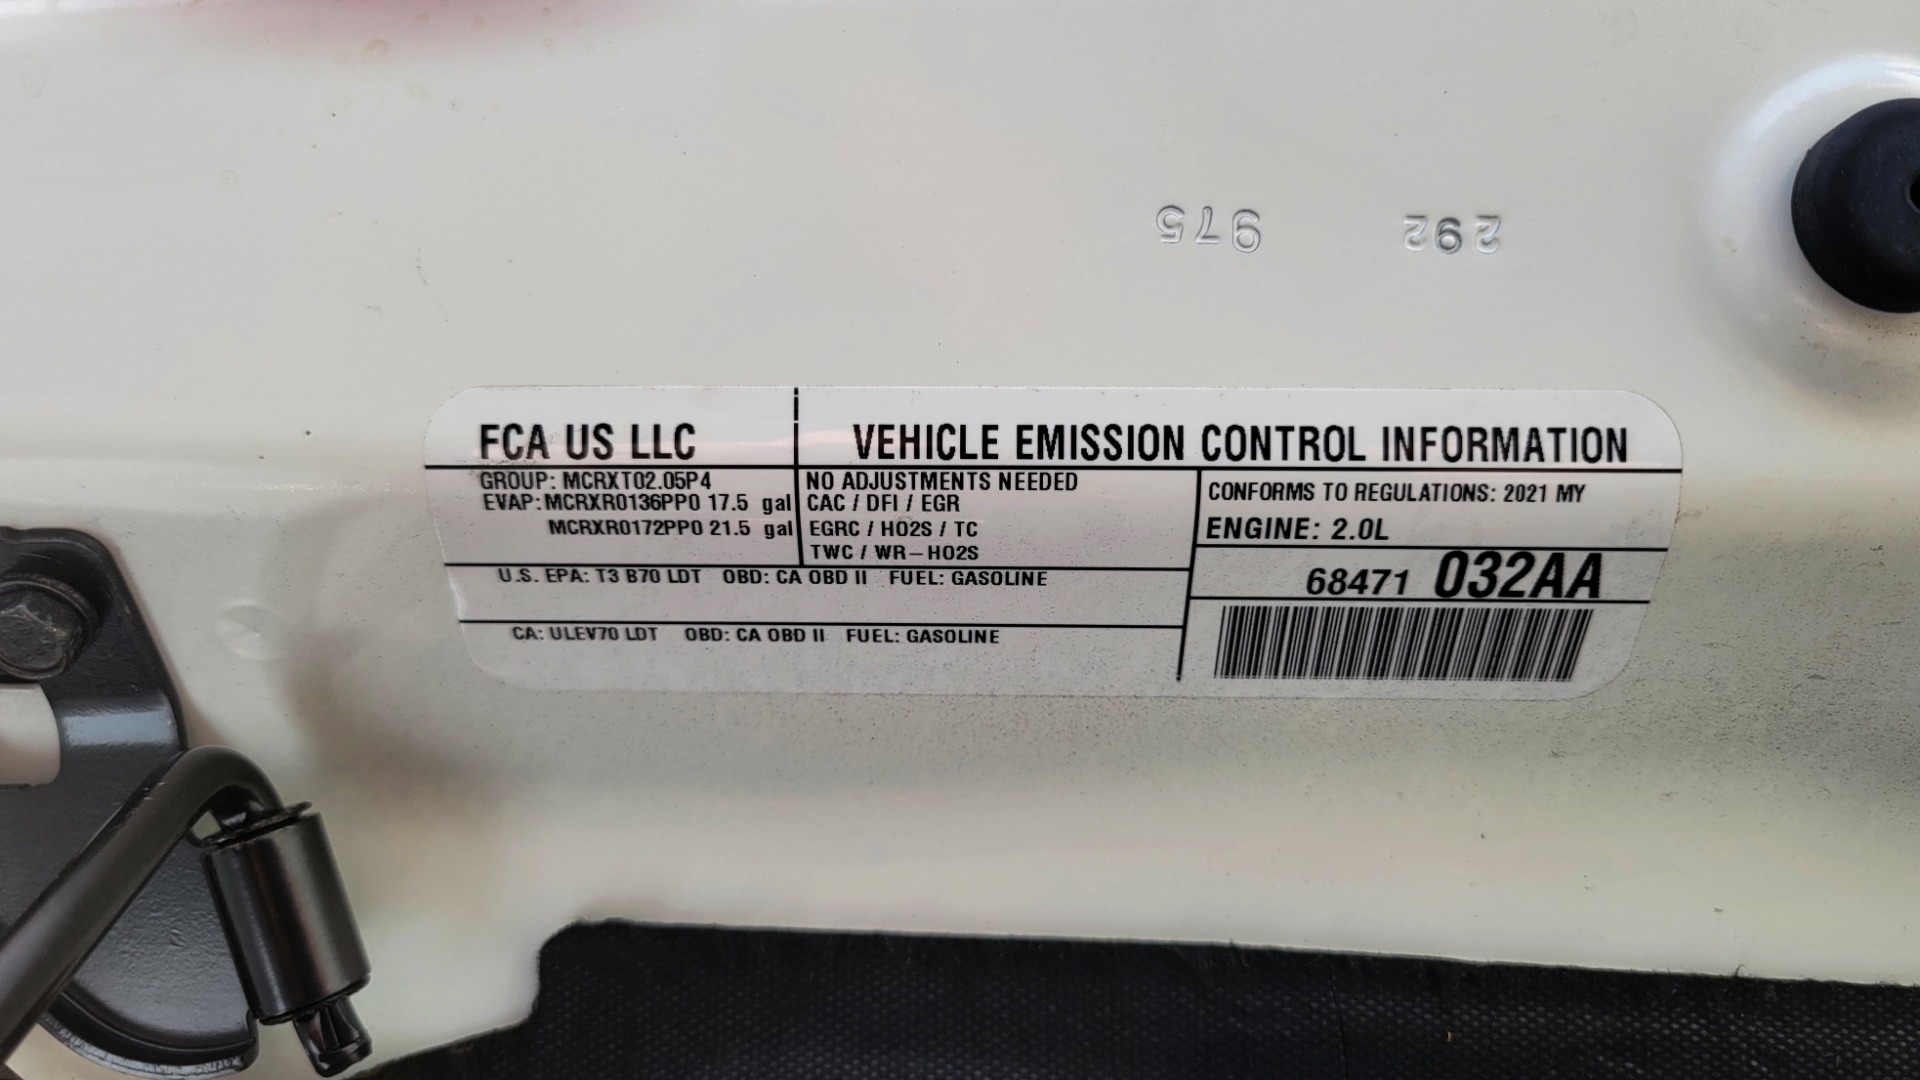 975 292
FCA US LLC
VEHICLE EMISSION CONTROL INFORMATION
GROUP: MCRXT02.05P4
EVAP: MCRXR0136PP0 17.5 gal
MCRXR0172PP0 21.5 gal
NO ADJUSTMENTS NEEDED
CAC / DFI / EGR
EGRC / HO2S / TC
TWC / WR-HO2S
CONFORMS TO REGULATIONS: 2021 MY
ENGINE: 2.0L
68471 032AA
U.S. EPA: T3 B70 LDT OBD: CA OBD II FUEL: GASOLINE
CA: ULEV70 LDT OBD: CA OBD II FUEL: GASOLINE